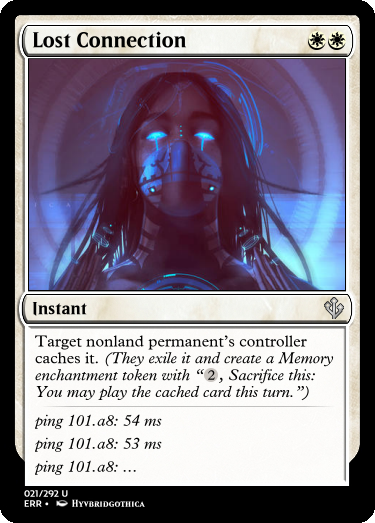 Lost Connection
Instant
Target nonland permanent's controller
caches it. (They exile it and create a Memory
enchantment token with “2, Sacrifice this:
You may play the cached card this turn.”)
ping 101.a8: 54 ms
ping 101.a8: 53 ms
ping 101.a8: …
021/292 U
ERR • Hyvbridgothica